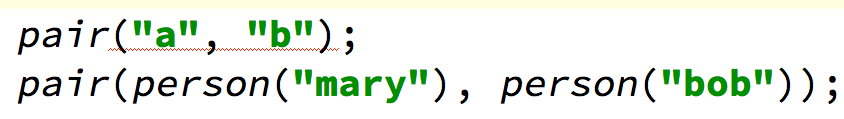 pair("a", "b");
pair(person("mary"), person("bob"));